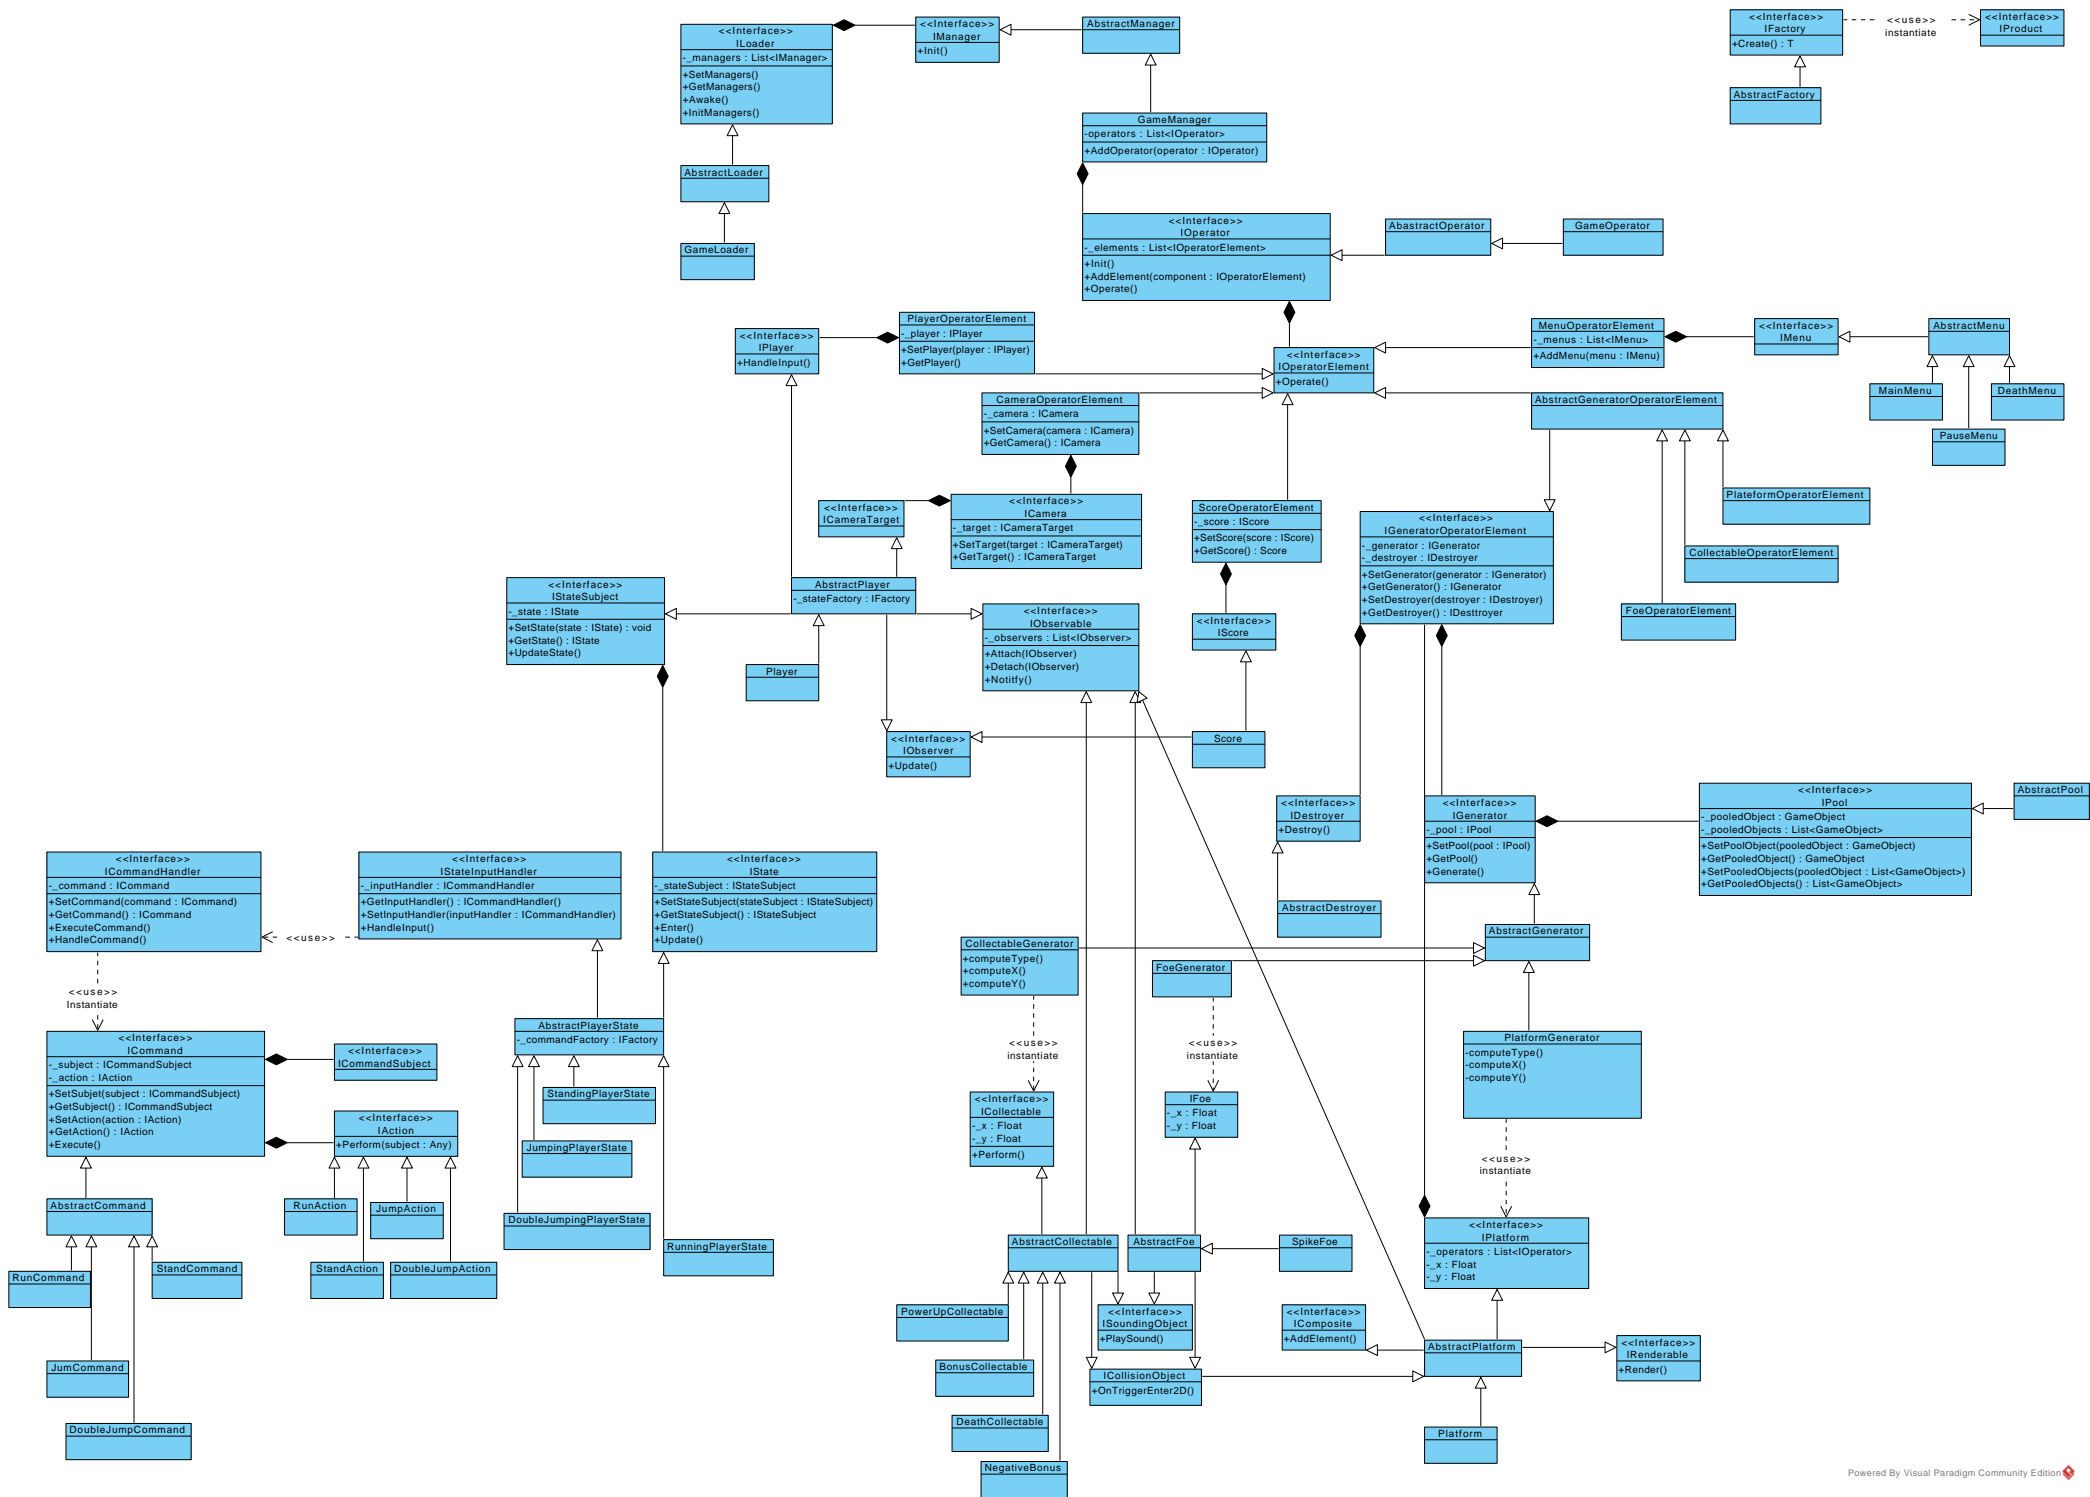 <<Interface>>
ILoader
-_managers : List<IManager>
+SetManagers()
+GetManagers()
+Awake()
+InitManagers()
<<Interface>>
IManager
+Init()
AbstractManager
<<Interface>>
IFactory
+Create() : T
<<use>>
instantiate
<<Interface>>
IProduct
AbstractFactory
GameManager
-operators : List<IOperator>
+AddOperator(operator : IOperator)
AbstractLoader
GameLoader
<<Interface>>
IOperator
-_elements : List<IOperatorElement>
+Init()
+AddElement(component : IOperatorElement)
+Operate()
AbastractOperator
GameOperator
<<Interface>>
IPlayer
+HandleInput()
PlayerOperatorElement
-_player : IPlayer
+SetPlayer(player : IPlayer)
+GetPlayer()
<<Interface>>
IOperatorElement
+Operate()
MenuOperatorElement
-_menus : List<IMenu>
+AddMenu(menu : IMenu)
<<Interface>>
IMenu
AbstractMenu
MainMenu
DeathMenu
PauseMenu
CameraOperatorElement
-_camera : ICamera
+SetCamera(camera : ICamera)
+GetCamera() : ICamera
AbstractGeneratorOperatorElement
PlateformOperatorElement
CollectableOperatorElement
FoeOperatorElement
<<Interface>>
ICameraTarget
<<Interface>>
ICamera
-_target : ICameraTarget
+SetTarget(target : ICameraTarget)
+GetTarget() : ICameraTarget
ScoreOperatorElement
-_score : IScore
+SetScore(score : IScore)
+GetScore() : Score
<<Interface>>
IGeneratorOperatorElement
-_generator : IGenerator
-_destroyer : IDestroyer
+SetGenerator(generator : IGenerator)
+GetGenerator() : IGenerator
+SetDestroyer(destroyer : IDestroyer)
+GetDestroyer() : IDesttroyer
<<Interface>>
IStateSubject
-_state : IState
+SetState(state : IState) : void
+GetState() : IState
+UpdateState()
AbstractPlayer
-_stateFactory : IFactory
Player
<<Interface>>
IObservable
-_observers : List<IObserver>
+Attach(IObserver)
+Detach(IObserver)
+Notitfy()
<<Interface>>
IScore
<<Interface>>
IObserver
+Update()
Score
<<Interface>>
IDestroyer
+Destroy()
AbstractDestroyer
<<Interface>>
IGenerator
-_pool : IPool
+SetPool(pool : IPool)
+GetPool()
+Generate()
<<Interface>>
IPool
-_pooledObject : GameObject
-_pooledObjects : List<GameObject>
+SetPoolObject(pooledObject : GameObject)
+GetPooledObject() : GameObject
+SetPooledObjects(pooledObject : List<GameObject>)
+GetPooledObjects() : List<GameObject>
AbstractPool
<<Interface>>
ICommandHandler
-_command : ICommand
+SetCommand(command : ICommand)
+GetCommand() : ICommand
+ExecuteCommand()
+HandleCommand()
<<use>>
<<Interface>>
IStateInputHandler
-_inputHandler : ICommandHandler
+GetInputHandler() : ICommandHandler()
+SetInputHandler(inputHandler : ICommandHandler)
+HandleInput()
<<Interface>>
IState
-_stateSubject : IStateSubject
+SetStateSubject(stateSubject : IStateSubject)
+GetStateSubject() : IStateSubject
+Enter()
+Update()
<<use>>
Instantiate
CollectableGenerator
+computeType()
+computeX()
+computeY()
FoeGenerator
AbstractGenerator
<<use>>
instantiate
<<use>>
instantiate
PlatformGenerator
-computeType()
-computeX()
-computeY()
<<use>>
instantiate
<<Interface>>
ICommand
-_subject : ICommandSubject
-_action : IAction
+SetSubjet(subject : ICommandSubject)
+GetSubject() : ICommandSubject
+SetAction(action : IAction)
+GetAction() : IAction
+Execute()
<<Interface>>
ICommandSubject
<<Interface>>
IAction
+Perform(subject : Any)
AbstractPlayerState
-_commandFactory : IFactory
StandingPlayerState
JumpingPlayerState
DoubleJumpingPlayerState
RunningPlayerState
<<Interface>>
ICollectable
-_x : Float
-_y : Float
+Perform()
IFoe
-_x : Float
-_y : Float
AbstractCommand
RunAction
JumpAction
StandAction
DoubleJumpAction
RunCommand
StandCommand
JumCommand
DoubleJumpCommand
<<Interface>>
IPlatform
-_operators : List<IOperator>
-_x : Float
-_y : Float
AbstractCollectable
AbstractFoe
SpikeFoe
PowerUpCollectable
BonusCollectable
DeathCollectable
NegativeBonus
<<Interface>>
ISoundingObject
+PlaySound()
ICollisionObject
+OnTriggerEnter2D()
<<Interface>>
IComposite
+AddElement()
AbstractPlatform
<<Interface>>
IRenderable
+Render()
Platform
Powered By Visual Paradigm Community Edition